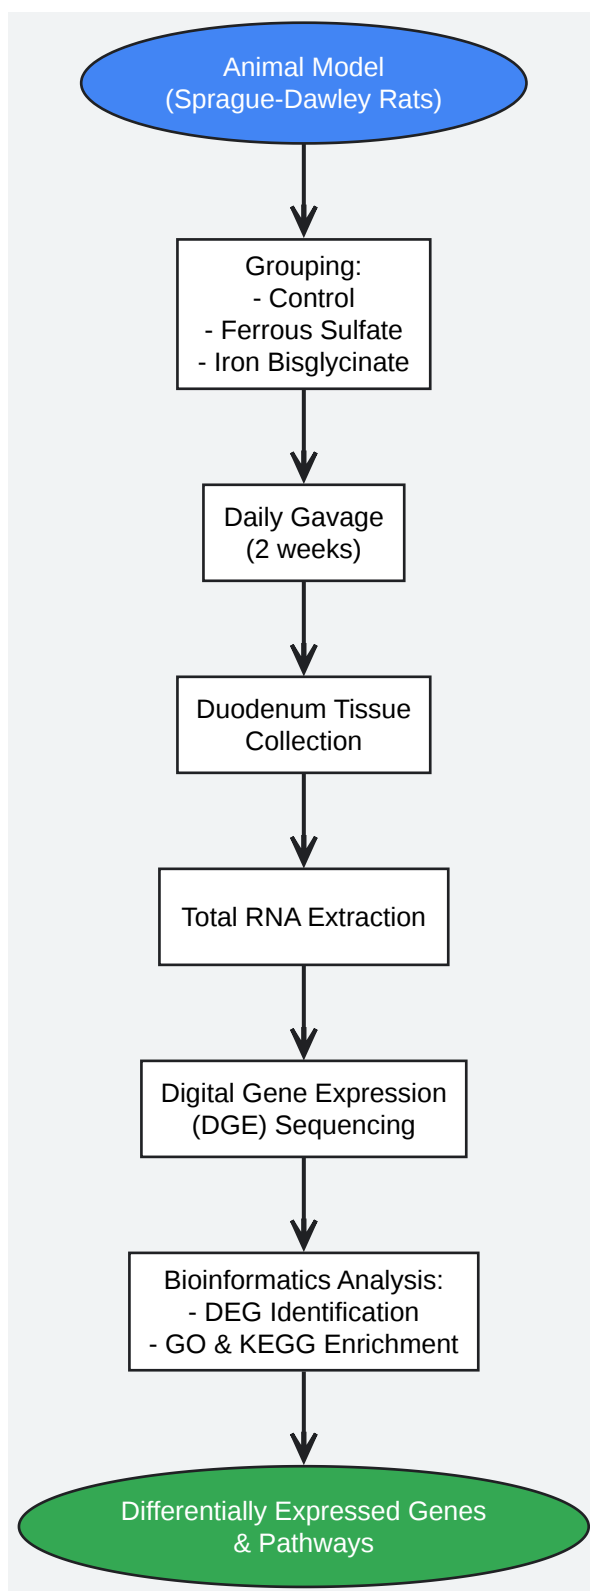 Animal Model
(Sprague-Dawley Rats)
Grouping:
- Control
- Ferrous Sulfate
- Iron Bisglycinate
Daily Gavage
(2 weeks)
Duodenum Tissue
Collection
Total RNA Extraction
Digital Gene Expression
(DGE) Sequencing
Bioinformatics Analysis:
- DEG Identification
- GO & KEGG Enrichment
Differentially Expressed Genes
& Pathways